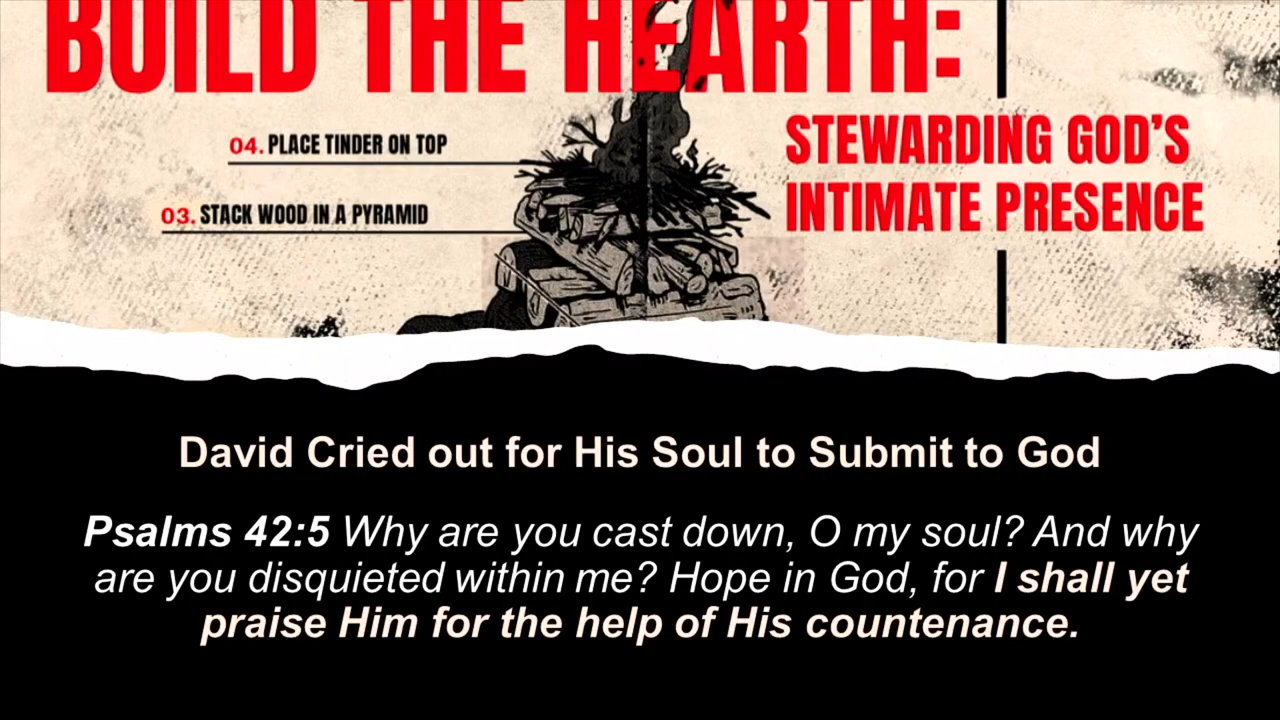 BUILD THE HEARTH:
STEWARDING GOD'S
INTIMATE PRESENCE
04. PLACE TINDER ON TOP
03. STACK WOOD IN A PYRAMID
David Cried out for His Soul to Submit to God
Psalms 42:5 Why are you cast down, O my soul? And why
are you disquieted within me? Hope in God, for I shall yet
praise Him for the help of His countenance.